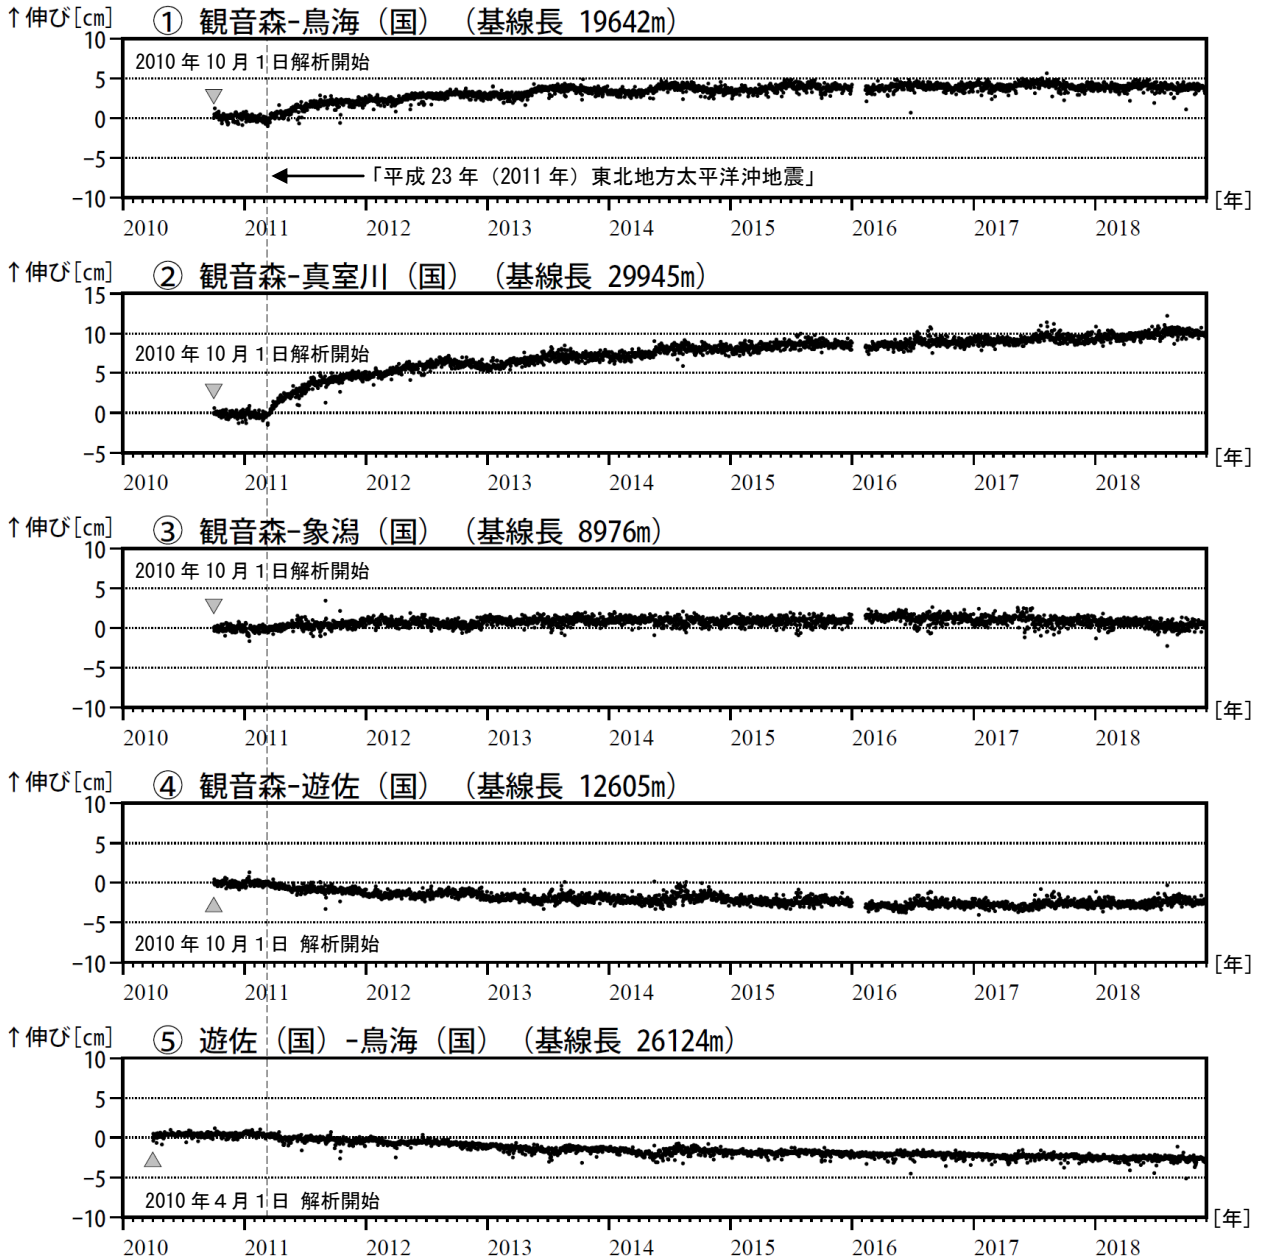 ↑伸び[㎝] ① 観音森-鳥海（国）（基線長 19642m）
10
2010 年 10 月 1 日解析開始
5
0
-5
「平成 23 年（2011 年）東北地方太平洋沖地震」
-10
[年]
2010 2011 2012 2013 2014 2015 2016 2017 2018
↑伸び[㎝] ② 観音森-真室川（国）（基線長 29945m）
15
10
2010 年 10 月 1 日解析開始
5
0
-5
[年]
2010 2011 2012 2013 2014 2015 2016 2017 2018
↑伸び[㎝] ③ 観音森-象潟（国）（基線長 8976m）
10
2010 年 10 月 1 日解析開始
5
0
-5
-10
[年]
2010 2011 2012 2013 2014 2015 2016 2017 2018
↑伸び[㎝] ④ 観音森-遊佐（国）（基線長 12605m）
10
5
0
-5
2010 年 10 月 1 日 解析開始
-10
[年]
2010 2011 2012 2013 2014 2015 2016 2017 2018
↑伸び[㎝] ⑤ 遊佐（国）-鳥海（国）（基線長 26124m）
10
5
0
-5
2010 年 4 月 1 日 解析開始
-10
[年]
2010 2011 2012 2013 2014 2015 2016 2017 2018